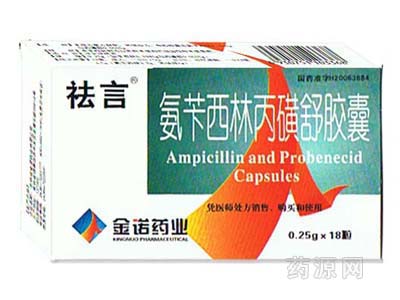 国药准字H20063884
祛言®
氨苄西林丙磺舒胶囊
Ampicillin and Probenecid
Capsules
凭医师处方销售、购买和使用
0.25g×18粒
金诺药业
KINGNUO PHARMACEUTICAL
药源网